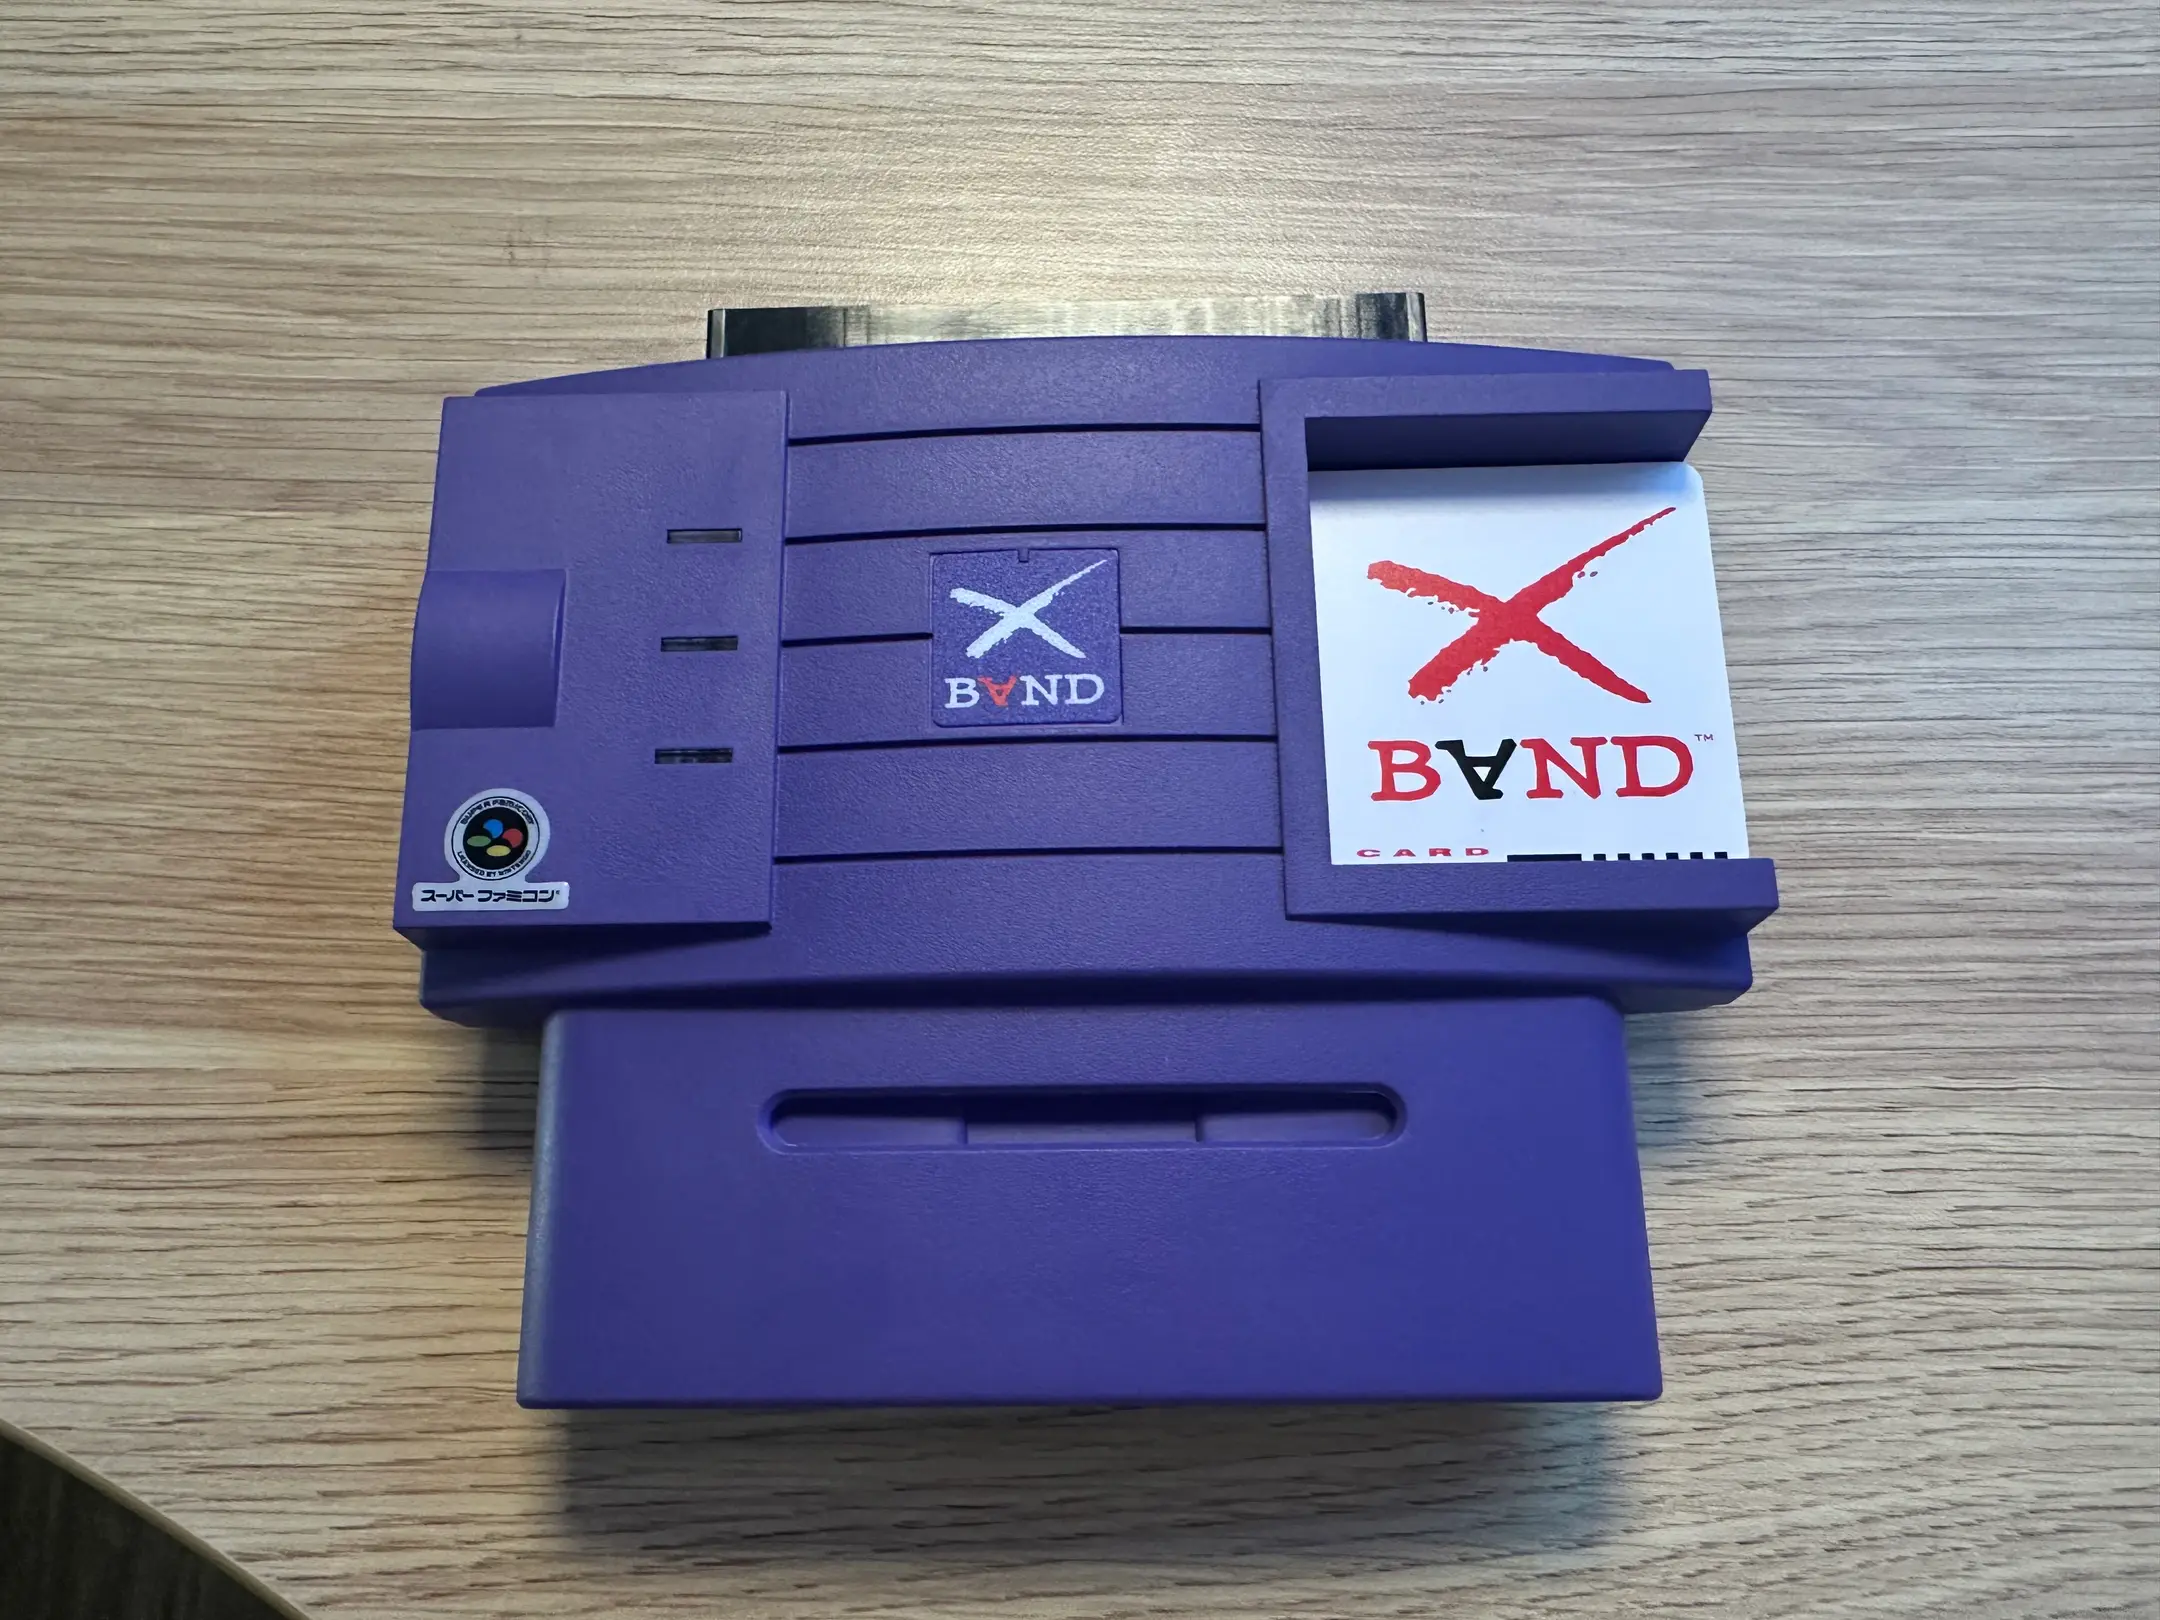 X
BAND
X
BAND™
CARD
SUPER FAMICOM
LICENSED BY NINTENDO
スーパーファミコン